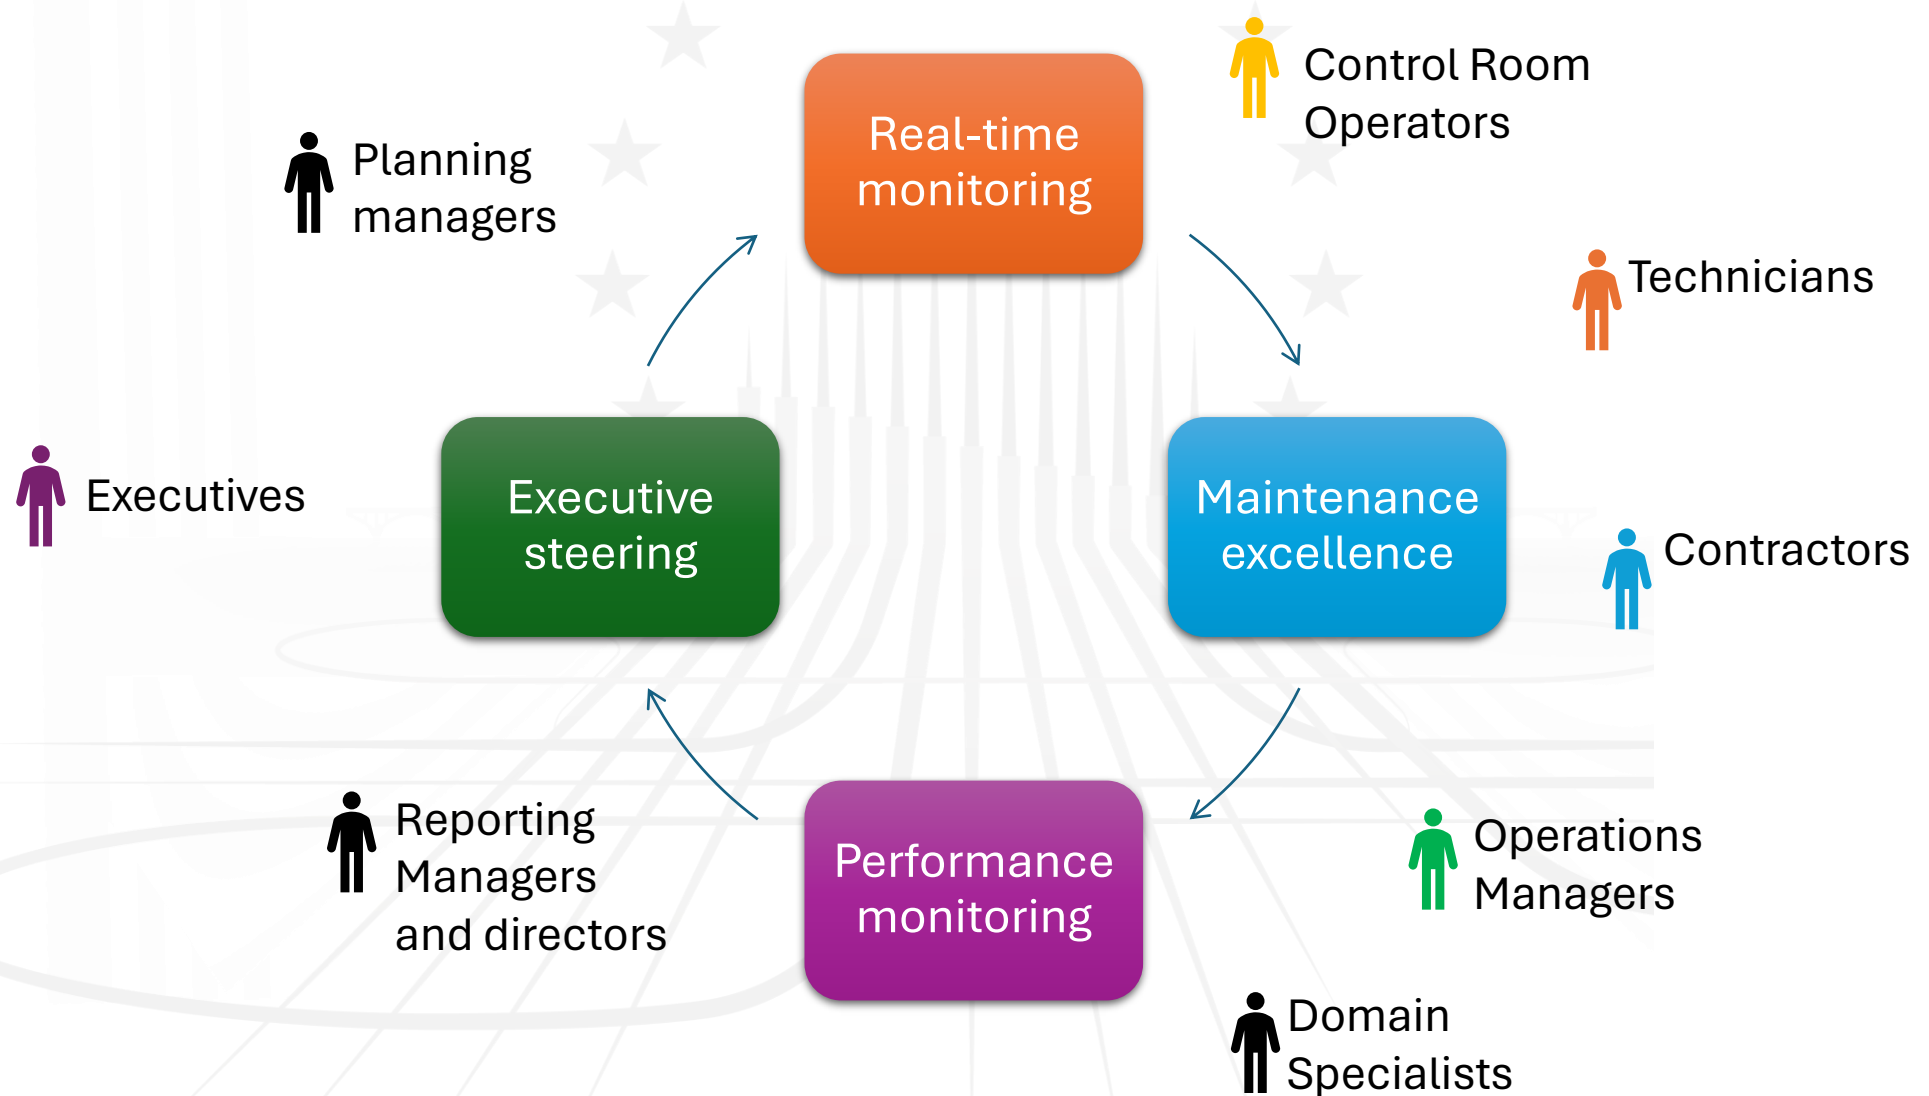 Control Room
Operators
Real-time
monitoring
Planning
managers
Technicians
Executives
Executive
steering
Maintenance
excellence
Contractors
Reporting
Managers
and directors
Performance
monitoring
Operations
Managers
Domain
Specialists